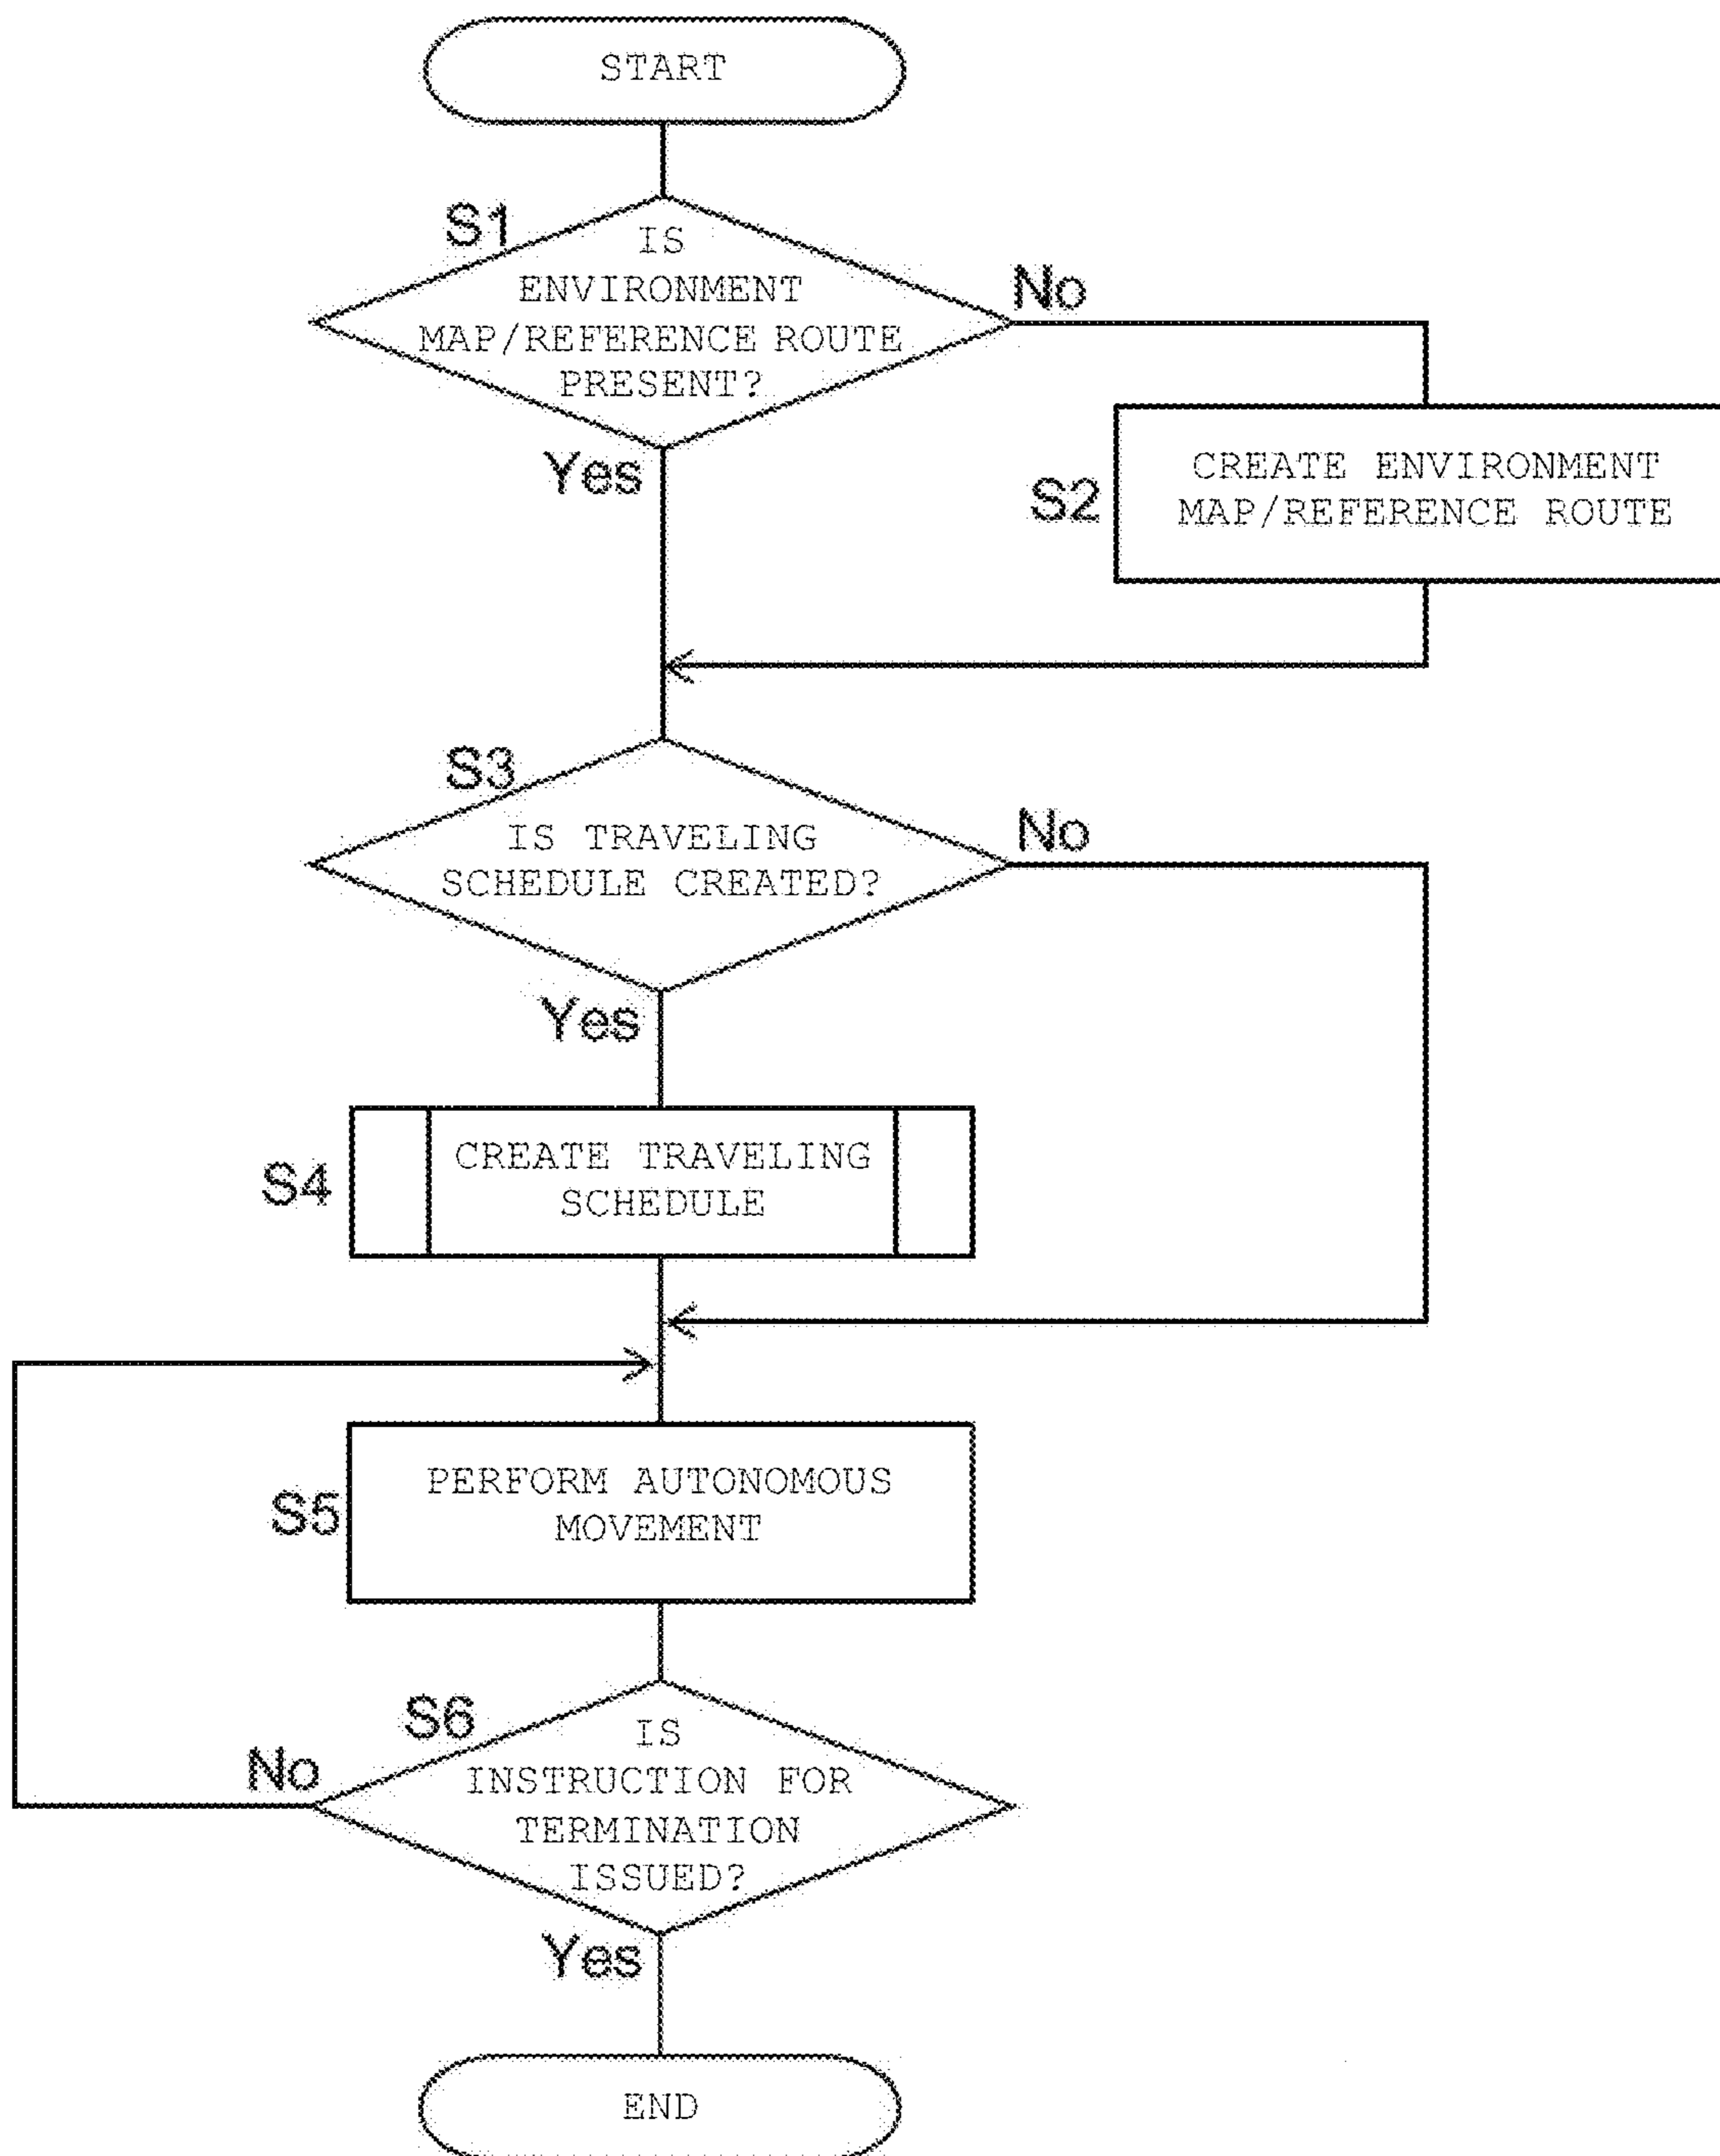 START
S1
IS
ENVIRONMENT
MAP/REFERENCE ROUTE
PRESENT?
No
Yes
S2
CREATE ENVIRONMENT
MAP/REFERENCE ROUTE
S3
IS TRAVELING
SCHEDULE CREATED?
No
Yes
S4
CREATE TRAVELING
SCHEDULE
S5
PERFORM AUTONOMOUS
MOVEMENT
S6
IS
INSTRUCTION FOR
TERMINATION
ISSUED?
No
Yes
END